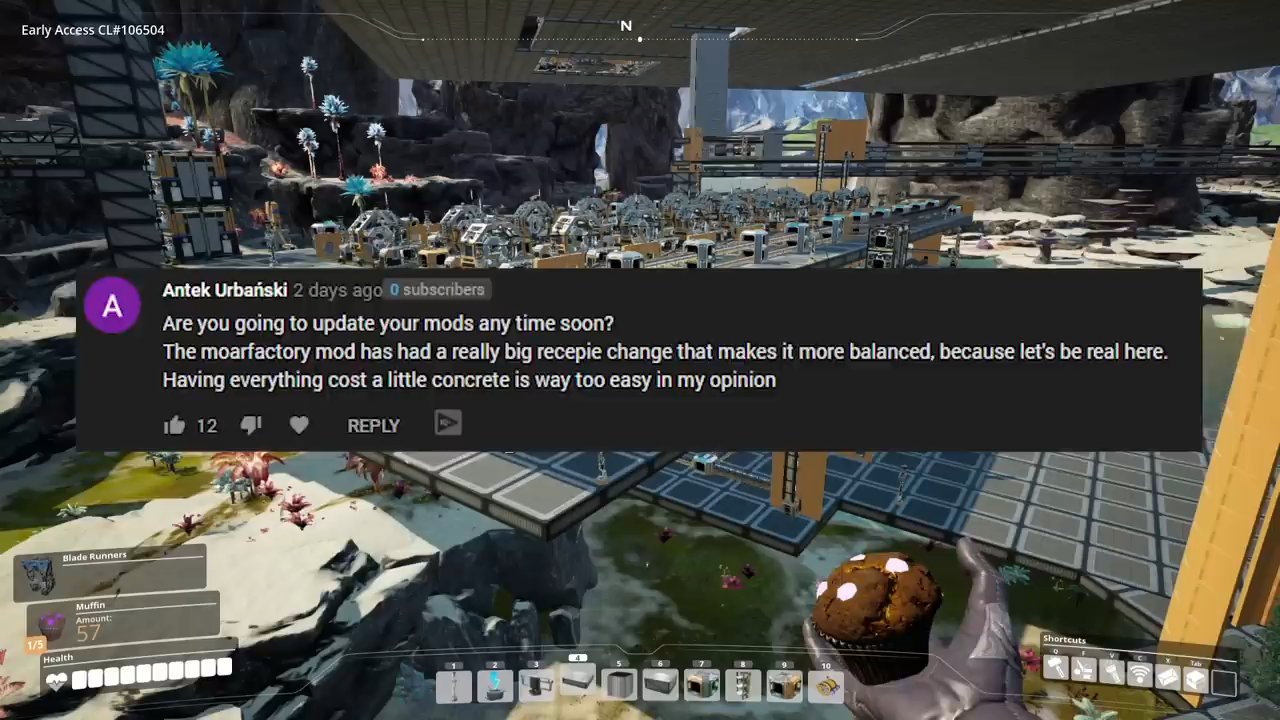 Early Access CL#106504
N
Antek Urbański 2 days ago 0 subscribers
A
Are you going to update your mods any time soon?
The moarfactory mod has had a really big recepie change that makes it more balanced, because let's be real here.
Having everything cost a little concrete is way too easy in my opinion
12 REPLY
Blade Runners
Muffin
Amount:
57
1/5
Health
1 2 3 4 5 6 7 8 9 10
Shortcuts
Q F V C X Tab